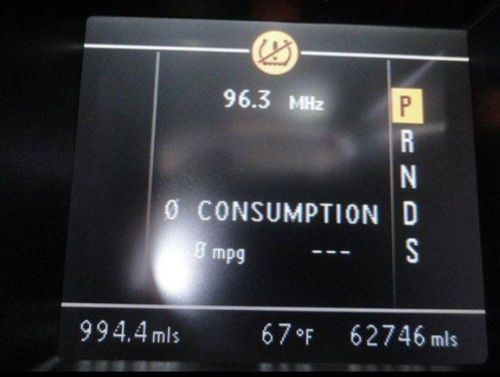 96.3 MHz
P
R
N
D
S
Ø CONSUMPTION
Ø mpg ---
994.4 mls 67°F 62746 mls